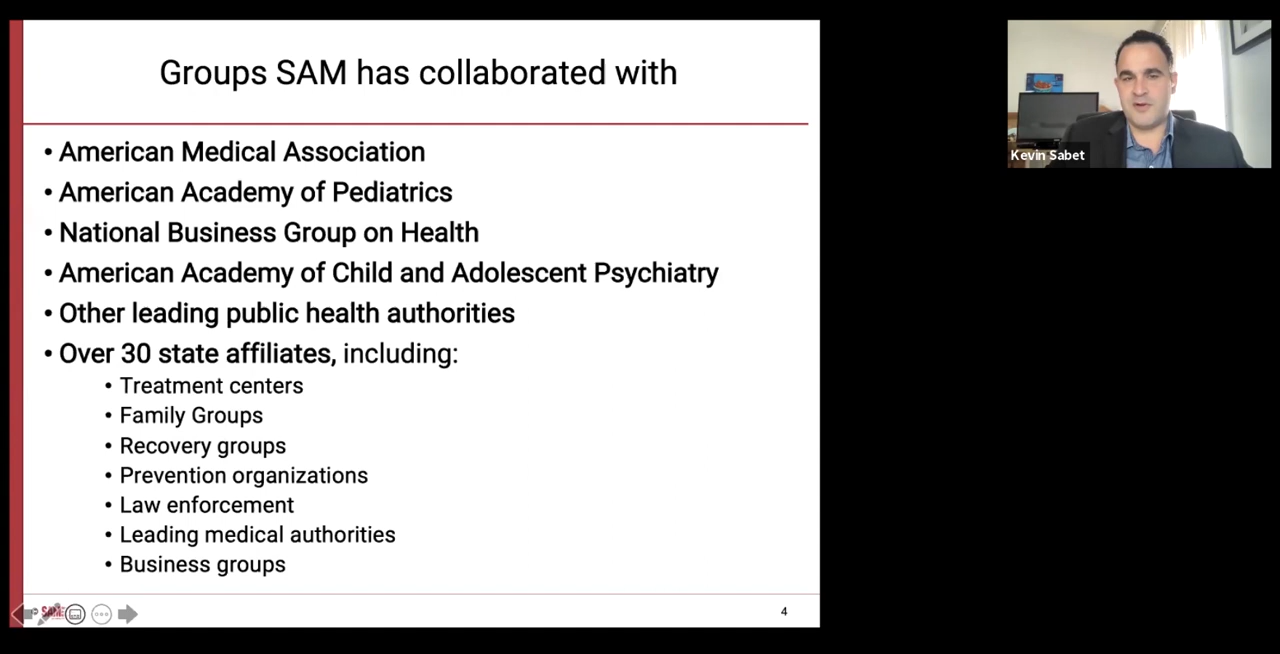 Groups SAM has collaborated with
• American Medical Association
• American Academy of Pediatrics
• National Business Group on Health
• American Academy of Child and Adolescent Psychiatry
• Other leading public health authorities
• Over 30 state affiliates, including:
• Treatment centers
• Family Groups
• Recovery groups
• Prevention organizations
• Law enforcement
• Leading medical authorities
• Business groups
SAM
4
Kevin Sabet